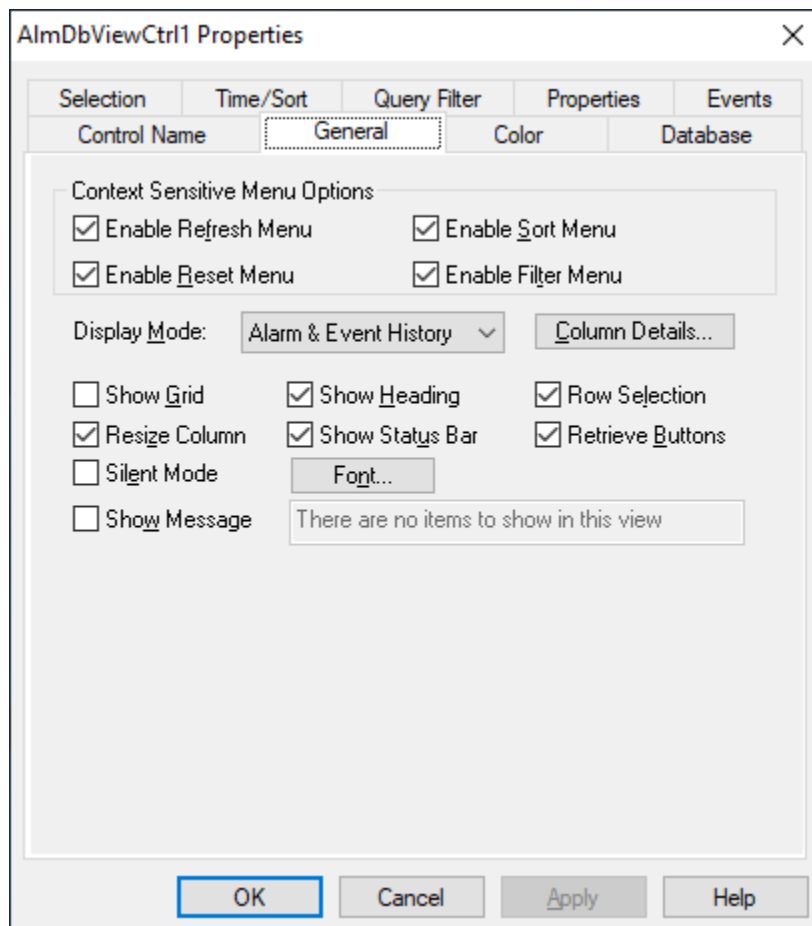 AlmDbViewCtrl1 Properties
Selection Time/Sort Query Filter Properties Events
Control Name General Color Database
Context Sensitive Menu Options
Enable Refresh Menu Enable Sort Menu
Enable Reset Menu Enable Filter Menu
Display Mode: Alarm & Event History Column Details...
Show Grid Show Heading Row Selection
Resize Column Show Status Bar Retrieve Buttons
Silent Mode Font...
Show Message There are no items to show in this view
OK Cancel Apply Help